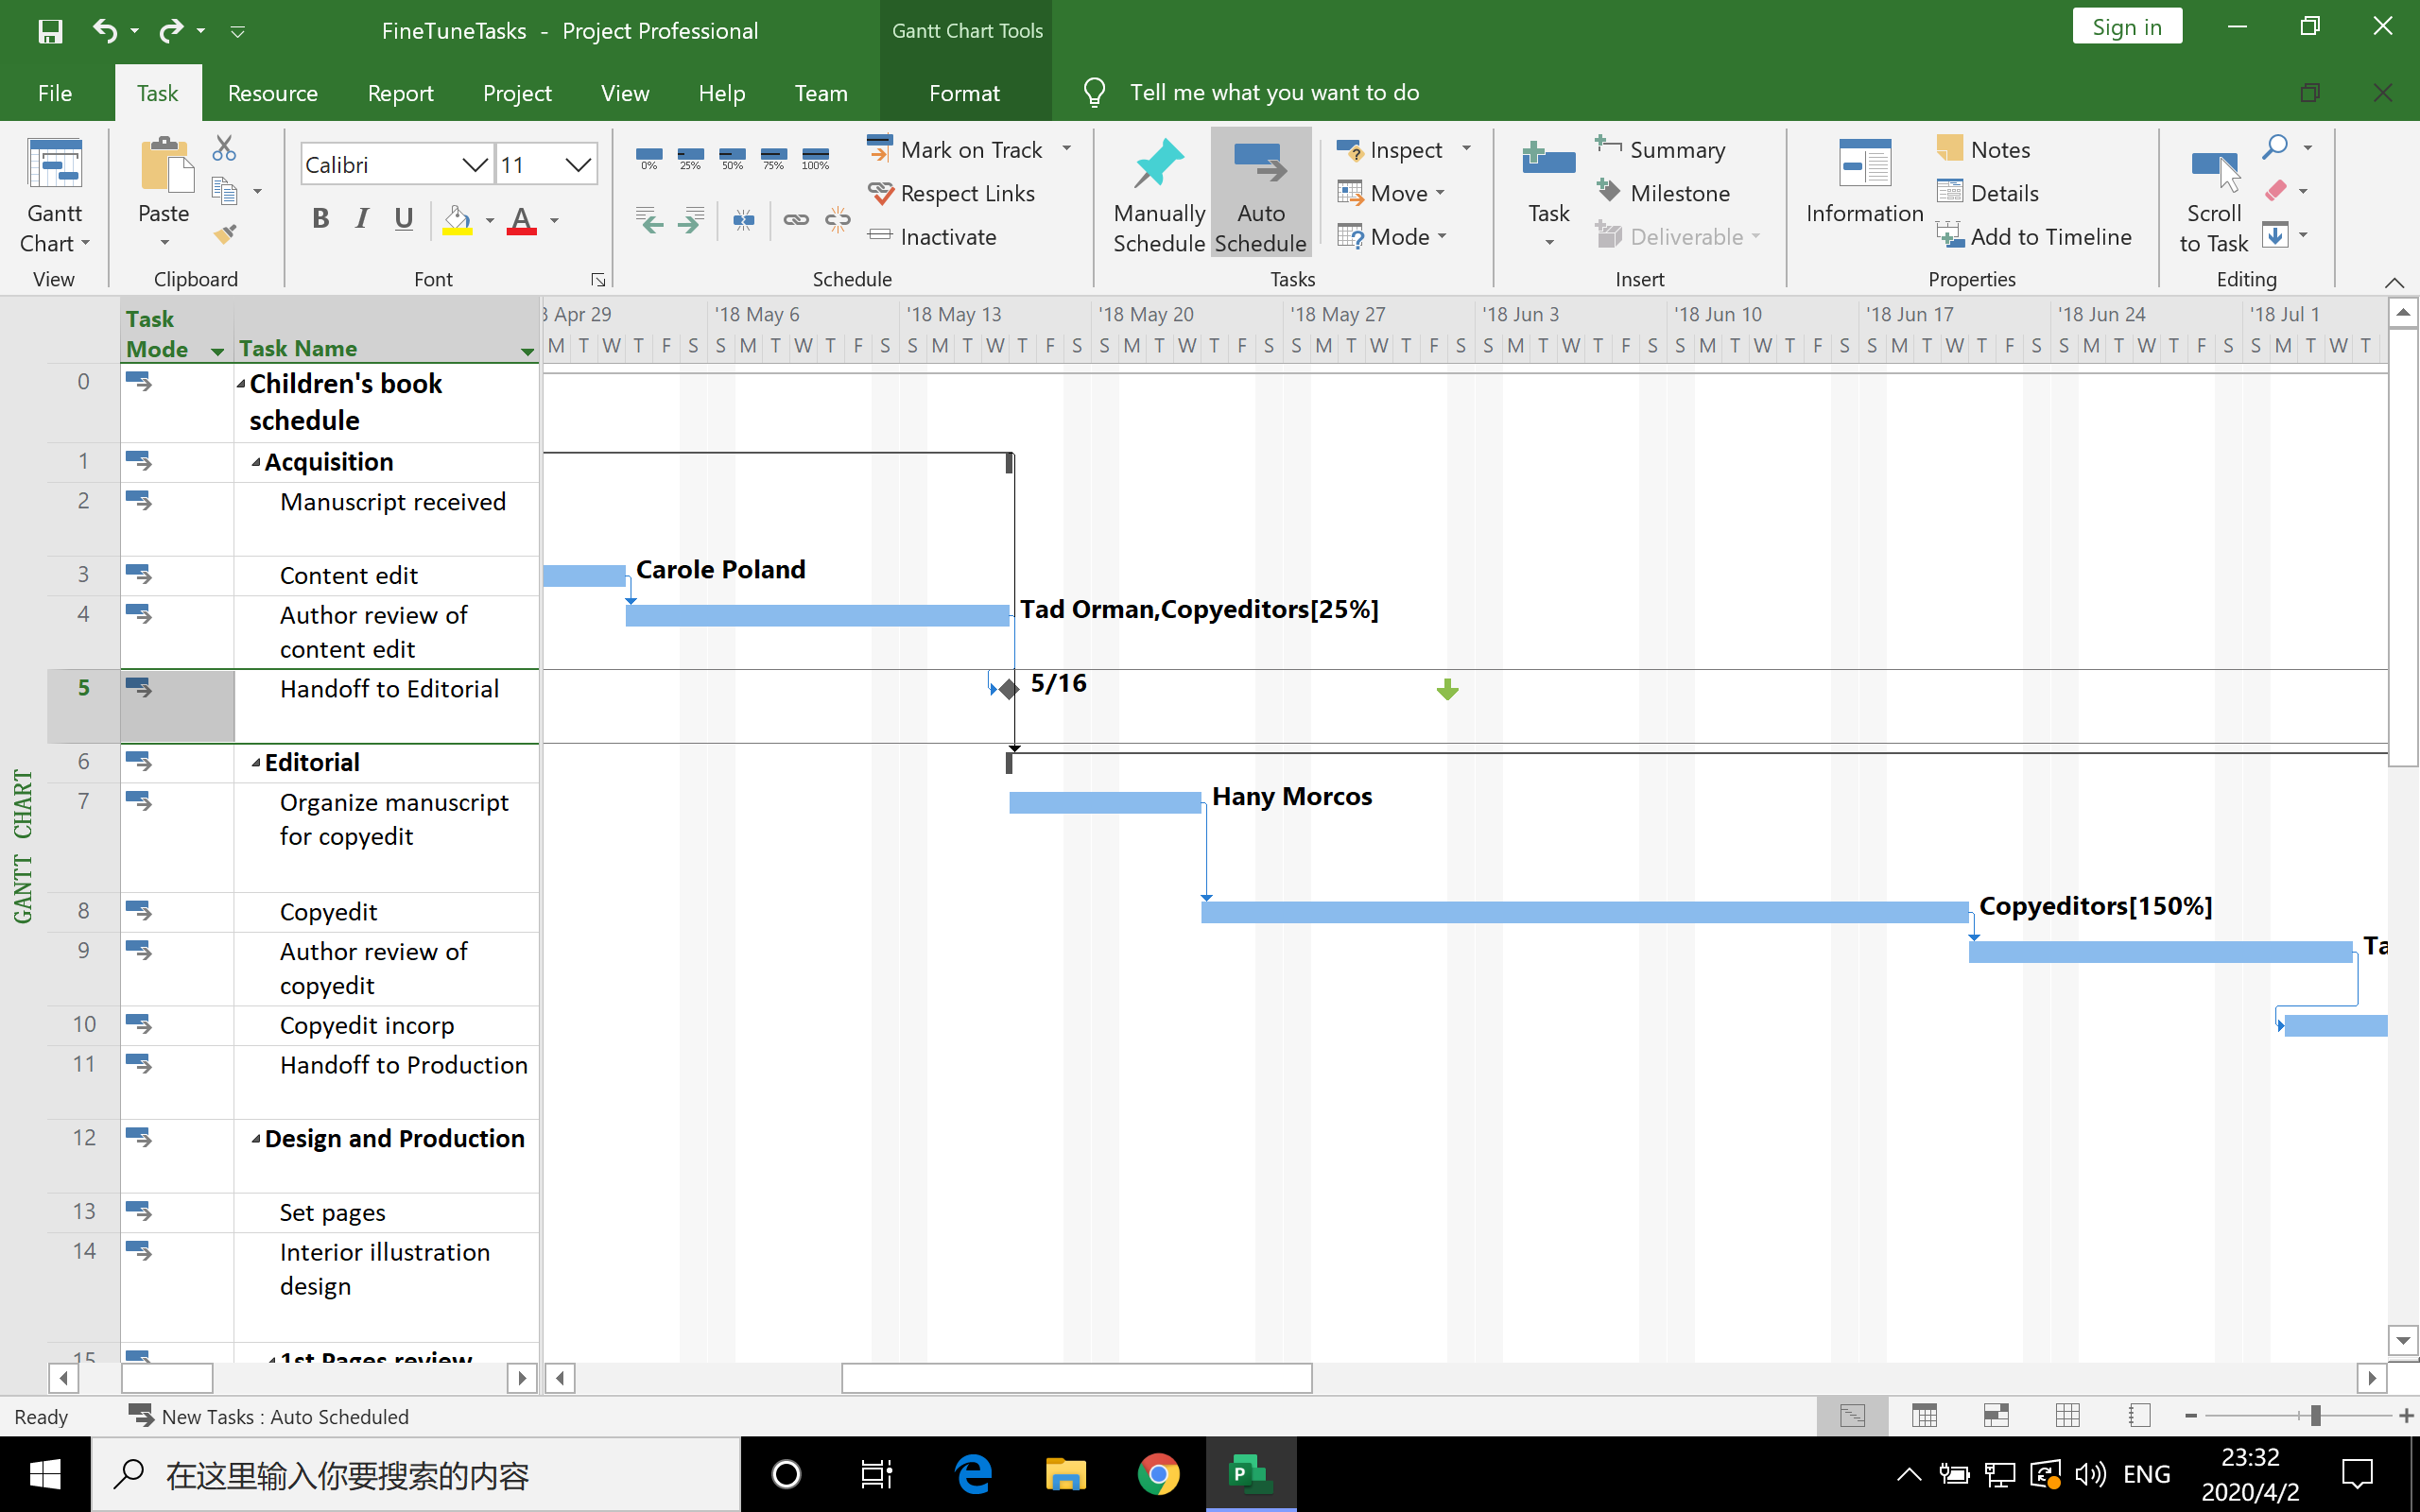 FineTuneTasks - Project Professional
Gantt Chart Tools
Sign in
File Task Resource Report Project View Help Team Format Tell me what you want to do
Gantt Chart
View
Paste
Clipboard
Calibri 11
B I U A
Font
0% 25% 50% 75% 100%
Mark on Track
Respect Links
Inactivate
Schedule
Manually Schedule
Auto Schedule
Inspect
Move
Mode
Tasks
Task
Summary
Milestone
Deliverable
Insert
Information
Notes
Details
Add to Timeline
Properties
Scroll to Task
Editing
Task Mode Task Name
Apr 29 '18 May 6 '18 May 13 '18 May 20 '18 May 27 '18 Jun 3 '18 Jun 10 '18 Jun 17 '18 Jun 24 '18 Jul 1
M T W T F S S M T W T F S S M T W T F S S M T W T F S S M T W T F S S M T W T F S S M T W T F S S M T W T F S S M T W T F S S M T W T
0 Children's book
schedule
1 Acquisition
2 Manuscript received
3 Content edit
Carole Poland
4 Author review of
content edit
Tad Orman,Copyeditors[25%]
5 Handoff to Editorial
5/16
6 Editorial
7 Organize manuscript
for copyedit
Hany Morcos
8 Copyedit
Copyeditors[150%]
9 Author review of
copyedit
Ta
10 Copyedit incorp
11 Handoff to Production
12 Design and Production
13 Set pages
14 Interior illustration
design
15 1st Pages review
GANTT CHART
Ready New Tasks : Auto Scheduled
在这里输入你要搜索的内容
P
ENG
23:32
2020/4/2